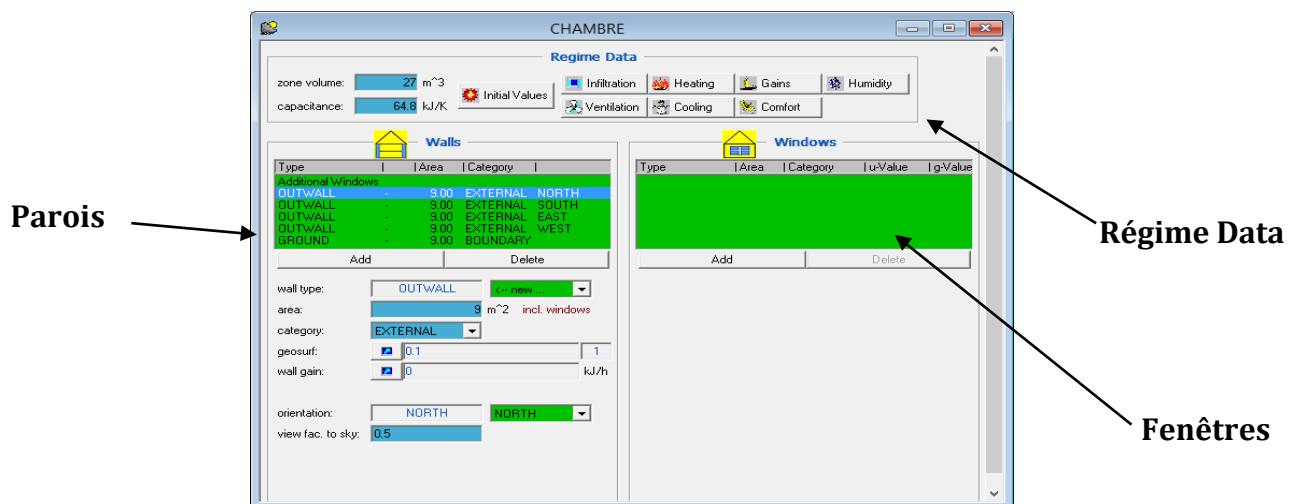 CHAMBRE
Regime Data
zone volume: 27 m^3
capacitance: 64.8 kJ/K
Initial Values
Infiltration Heating Gains Humidity
Ventilation Cooling Comfort
Walls
Type | | Area | Category |
Additional Windows
OUTWALL - 9.00 EXTERNAL NORTH
OUTWALL - 9.00 EXTERNAL SOUTH
OUTWALL - 9.00 EXTERNAL EAST
OUTWALL - 9.00 EXTERNAL WEST
GROUND - 9.00 BOUNDARY
Add Delete
wall type: OUTWALL <-- new ...
area: 9 m^2 incl. windows
category: EXTERNAL
geosurf: 0.1 1
wall gain: 0 kJ/h
orientation: NORTH NORTH
view fac. to sky: 0.5
Windows
Type | Area | Category | u-Value | g-Value
Add Delete
Parois
Régime Data
Fenêtres